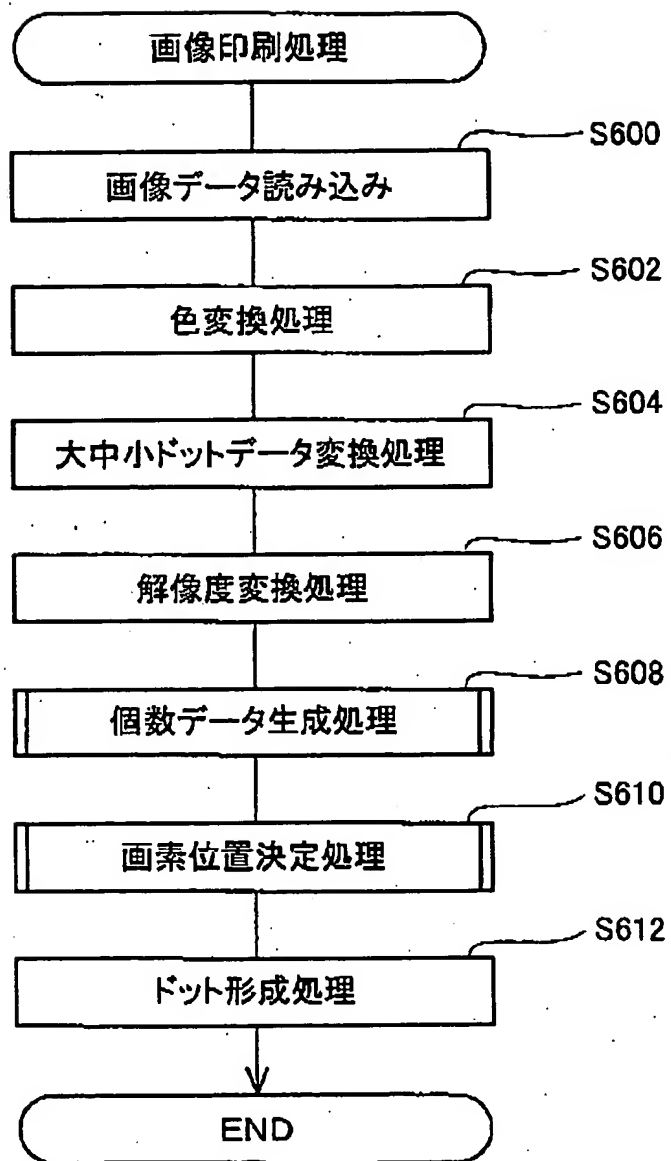 画像印刷処理
S600
画像データ読み込み
S602
色変換処理
S604
大中小ドットデータ変換処理
S606
解像度変換処理
S608
個数データ生成処理
S610
画素位置決定処理
S612
ドット形成処理
END